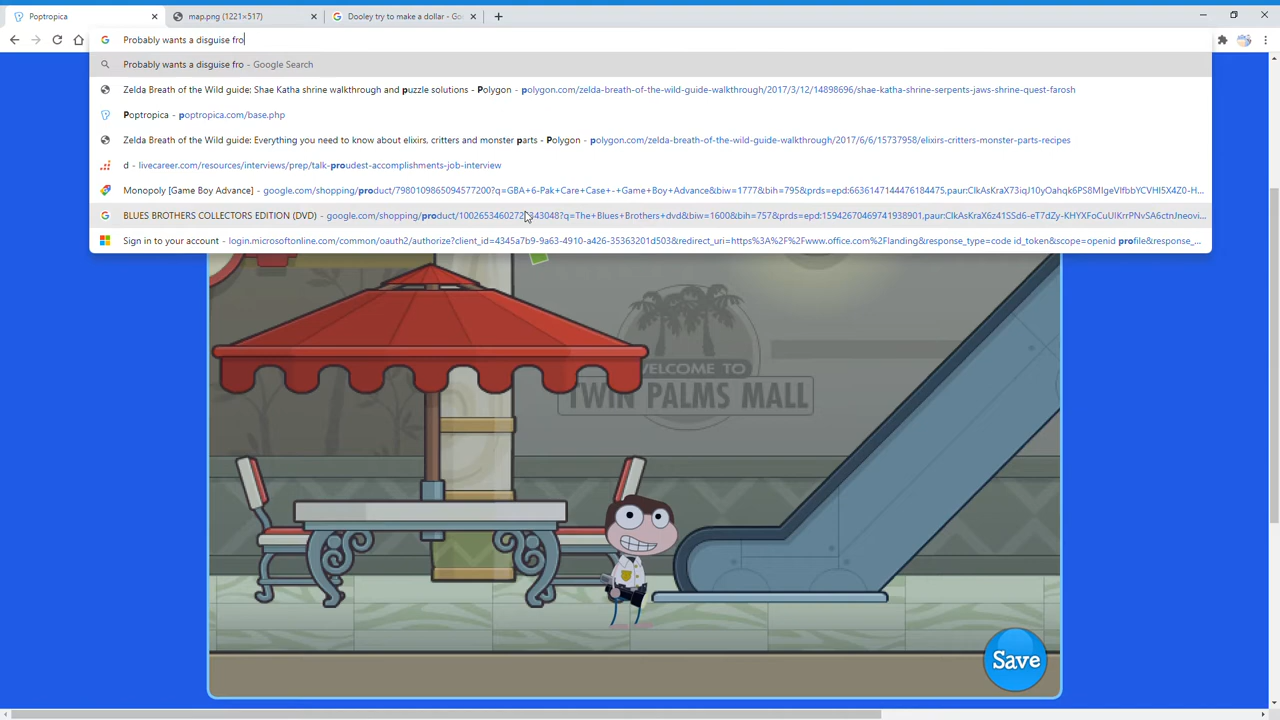 Poptropica
map.png (1221×517)
Dooley try to make a dollar - Go
Probably wants a disguise fro
Probably wants a disguise fro - Google Search
Zelda Breath of the Wild guide: Shae Katha shrine walkthrough and puzzle solutions - Polygon - polygon.com/zelda-breath-of-the-wild-guide-walkthrough/2017/3/12/14898696/shae-katha-shrine-serpents-jaws-shrine-quest-farosh
Poptropica - poptropica.com/base.php
Zelda Breath of the Wild guide: Everything you need to know about elixirs, critters and monster parts - Polygon - polygon.com/zelda-breath-of-the-wild-guide-walkthrough/2017/6/6/15737958/elixirs-critters-monster-parts-recipes
d - livecareer.com/resources/interviews/prep/talk-proudest-accomplishments-job-interview
Monopoly [Game Boy Advance] - google.com/shopping/product/7980109865094577200?q=GBA+6-Pak+Care+Case+-+Game+Boy+Advance&biw=1777&bih=795&prds=epd:6636147144476184475.paur:
BLUES BROTHERS COLLECTORS EDITION (DVD) - q=The+Blues+Brothers+dvd&biw=1600&bih=757&prds=epd:15942670469741938901.paur:
Sign in to your account - login.microsoftonline.com/common/oauth2/authorize?client_id=4345a7b9-9a63-4910-a426-35363201d503&redirect_uri=https%3A%2F%2Fwww.office.com%2Flanding&response_type=code id_token&scope=openid profile&response_...
WELCOME TO
TWIN PALMS MALL
Save